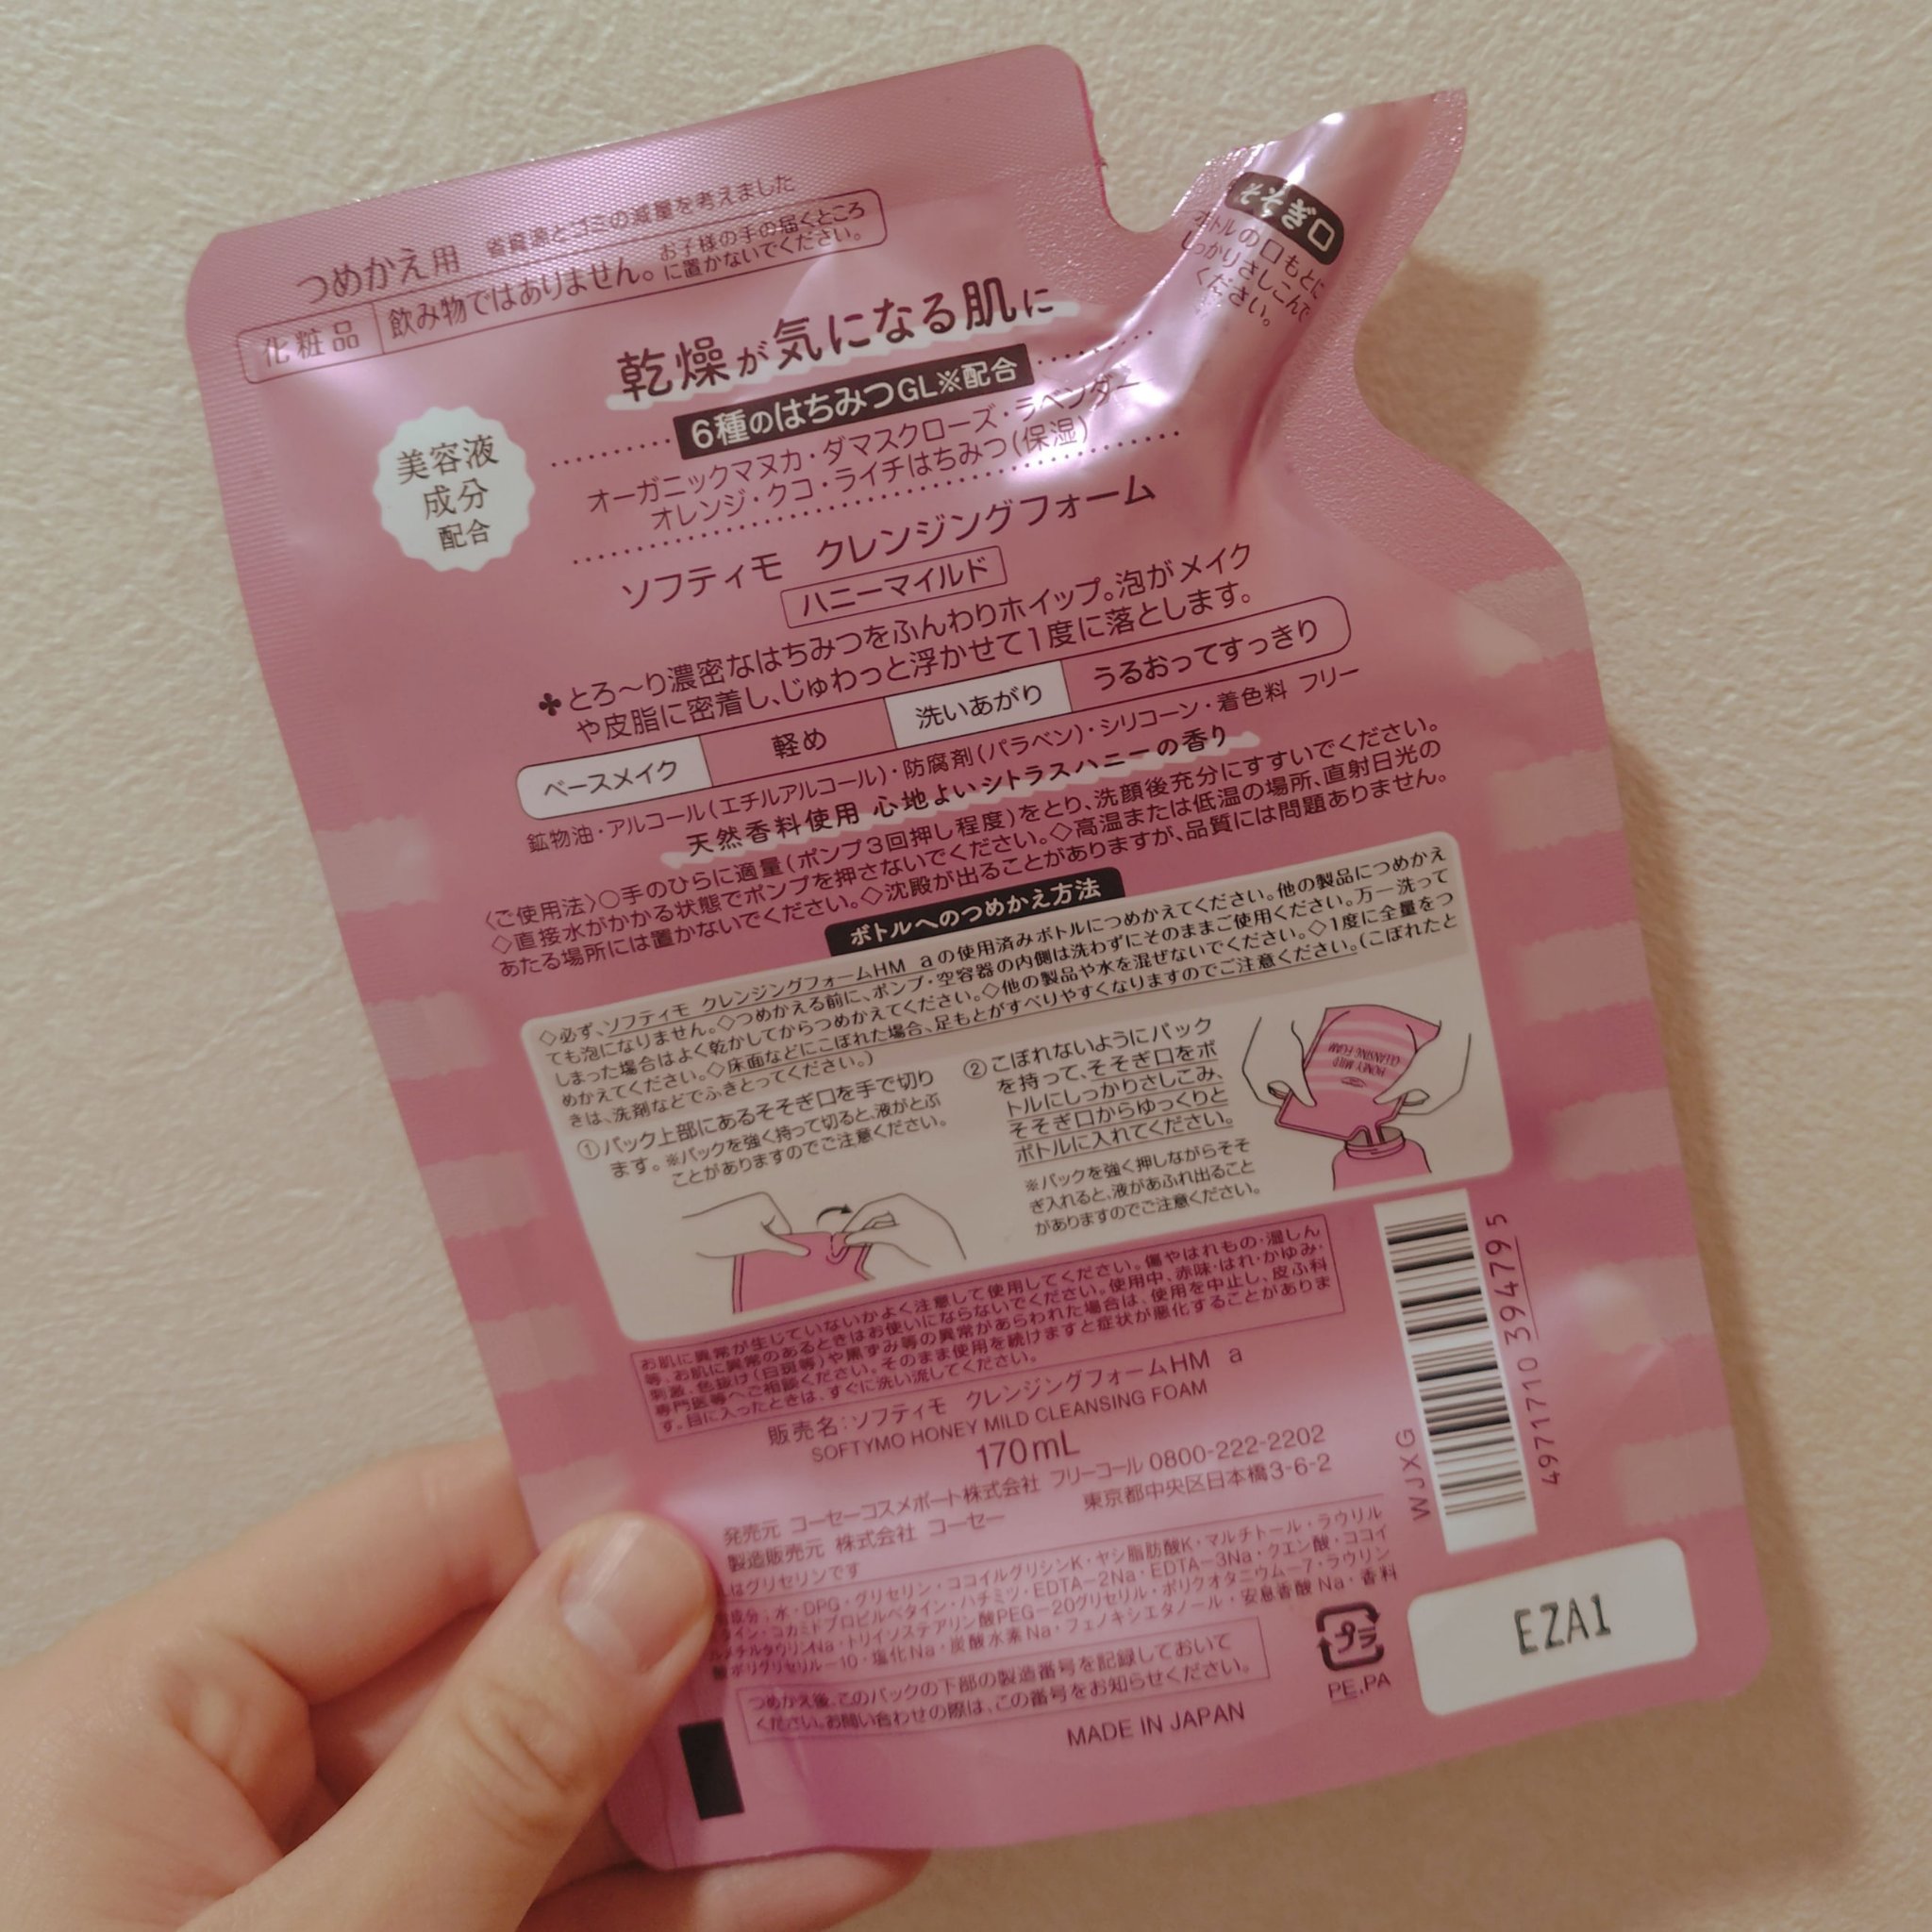 つめかえ用 省資源とゴミの減量を考えました
化粧品 飲み物ではありません。 お子様の手の届くところ
に置かないでください。
そそぎ口
ボトルの口もとに
しっかりさしこんで
ください。
乾燥が気になる肌に
6種のはちみつGL※配合
オーガニックマヌカ・ダマスクローズ・ラベンダー
オレンジ・クコ・ライチはちみつ(保湿)
美容液
成分
配合
ソフティモ クレンジングフォーム
ハニーマイルド
♣とろ〜り濃密なはちみつをふんわりホイップ。泡がメイク
や皮脂に密着し、じゅわっと浮かせて1度に落とします。
ベースメイク 軽め 洗いあがり うるおってすっきり
鉱物油・アルコール(エチルアルコール)・防腐剤(パラベン)・シリコーン・着色料 フリー
天然香料使用 心地よいシトラスハニーの香り
〈ご使用法〉○手のひらに適量(ポンプ3回押し程度)をとり、洗顔後充分にすすいでください。
◇直接水がかかる状態でポンプを押さないでください。◇高温または低温の場所、直射日光の
あたる場所には置かないでください。◇沈殿が出ることがありますが、品質には問題ありません。
ボトルへのつめかえ方法
◇必ず、ソフティモ クレンジングフォームHM aの使用済みボトルにつめかえてください。他の製品につめかえ
ても泡になりません。◇つめかえる前に、ポンプ・空容器の内側は洗わずにそのままご使用ください。万一洗って
しまった場合はよく乾かしてからつめかえてください。◇他の製品や水を混ぜないでください。◇1度に全量をつ
めかえてください。◇床面などにこぼれた場合、足もとがすべりやすくなりますのでご注意ください。(こぼれたと
きは、洗剤などでふきとってください。)
①パック上部にあるそそぎ口を手で切り
ます。※パックを強く持って切ると、液がとぶ
ことがありますのでご注意ください。
②こぼれないようにパック
を持って、そそぎ口をボ
トルにしっかりさしこみ、
そそぎ口からゆっくりと
ボトルに入れてください。
※パックを強く押しながらそそ
ぎ入れると、液があふれ出ること
がありますのでご注意ください。
HONEY MILD
CLEANSING FOAM
お肌に異常が生じていないかよく注意して使用してください。傷やはれもの・湿しん
等、お肌に異常のあるときはお使いにならないでください。使用中、赤味・はれ・かゆみ・
刺激、色抜け(白斑等)や黒ずみ等の異常があらわれた場合は、使用を中止し、皮ふ科
専門医等へご相談ください。そのまま使用を続けますと症状が悪化することがありま
す。目に入ったときは、すぐに洗い流してください。
販売名:ソフティモ クレンジングフォームHM a
SOFTYMO HONEY MILD CLEANSING FOAM
170mL
発売元 コーセーコスメポート株式会社 フリーコール 0800-222-2202
製造販売元 株式会社 コーセー 東京都中央区日本橋3-6-2
はグリセリンです
成分:水・DPG・グリセリン・ココイルグリシンK・ヤシ脂肪酸K・マルチトール・ラウリル
タイン・コカミドプロピルベタイン・ハチミツ・EDTA-2Na・EDTA-3Na・クエン酸・ココイ
ルメチルタウリンNa・トリイソステアリン酸PEG-20グリセリル・ポリクオタニウム-7・ラウリン
酸ポリグリセリル-10・塩化Na・炭酸水素Na・フェノキシエタノール・安息香酸Na・香料
つめかえ後、このパックの下部の製造番号を記録しておいて
ください。お問い合わせの際は、この番号をお知らせください。
MADE IN JAPAN
プラ
PE,PA
WJXG
4971710 394795
EZA1